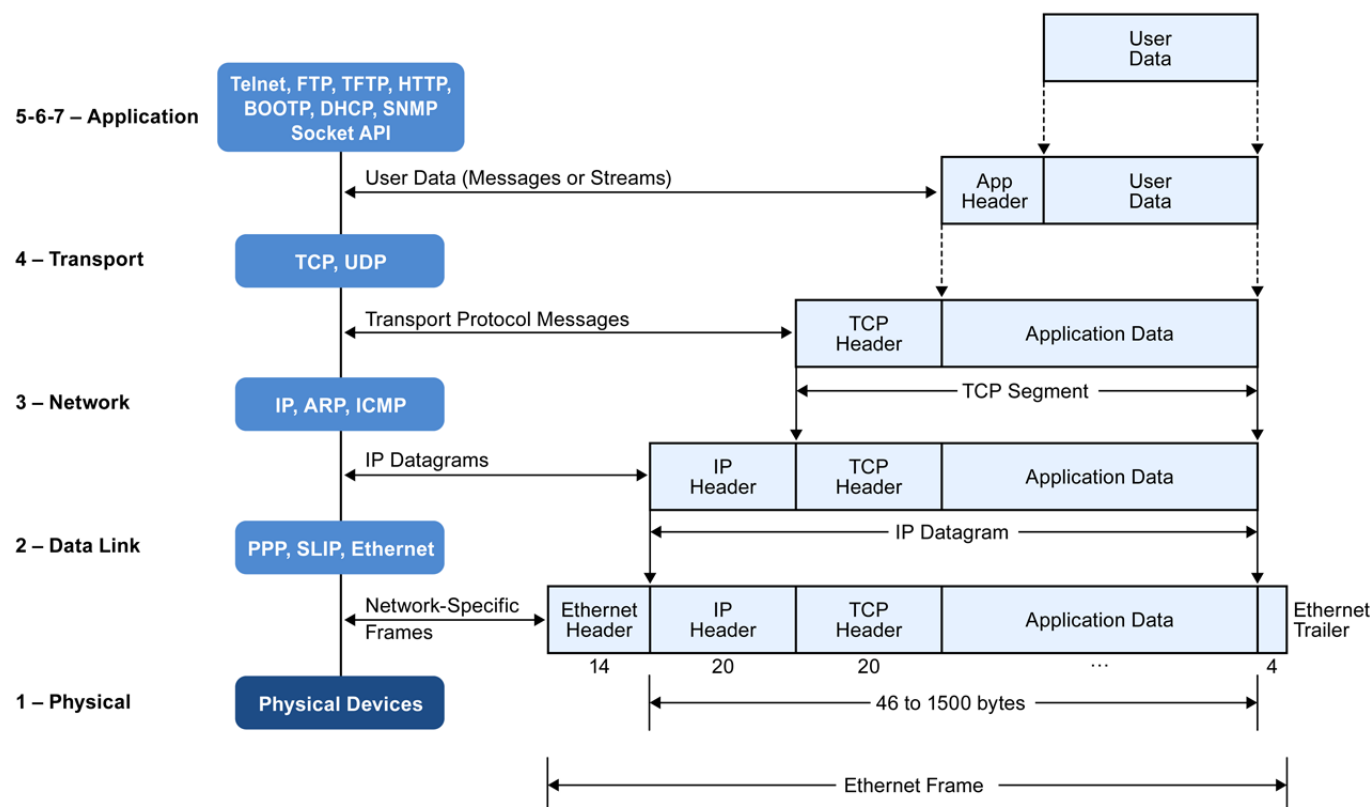 User
Data
Telnet, FTP, TFTP, HTTP,
BOOTP, DHCP, SNMP
Socket API
5-6-7 – Application
User Data (Messages or Streams)
App
Header
User
Data
4 – Transport
TCP, UDP
Transport Protocol Messages
TCP
Header
Application Data
TCP Segment
3 – Network
IP, ARP, ICMP
IP Datagrams
IP
Header
TCP
Header
Application Data
IP Datagram
2 – Data Link
PPP, SLIP, Ethernet
Network-Specific
Frames
Ethernet
Header
IP
Header
TCP
Header
Application Data
Ethernet
Trailer
14
20
20
...
4
1 – Physical
Physical Devices
46 to 1500 bytes
Ethernet Frame